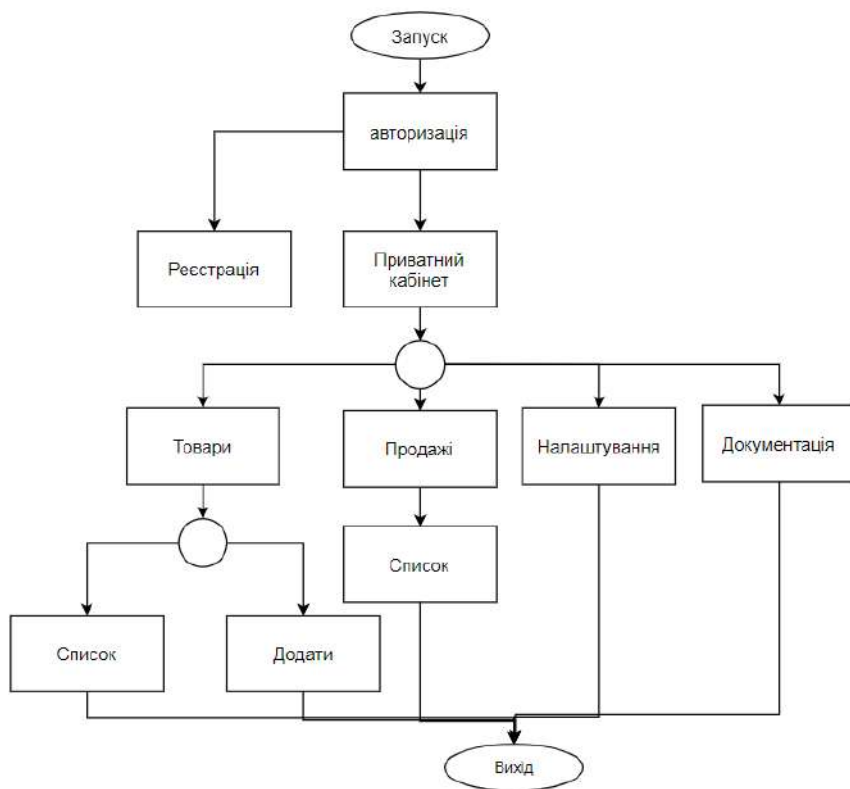 Запуск
авторизація
Реєстрація
Приватний
кабінет
Товари
Продажі
Налаштування
Документація
Список
Список
Додати
Вихід